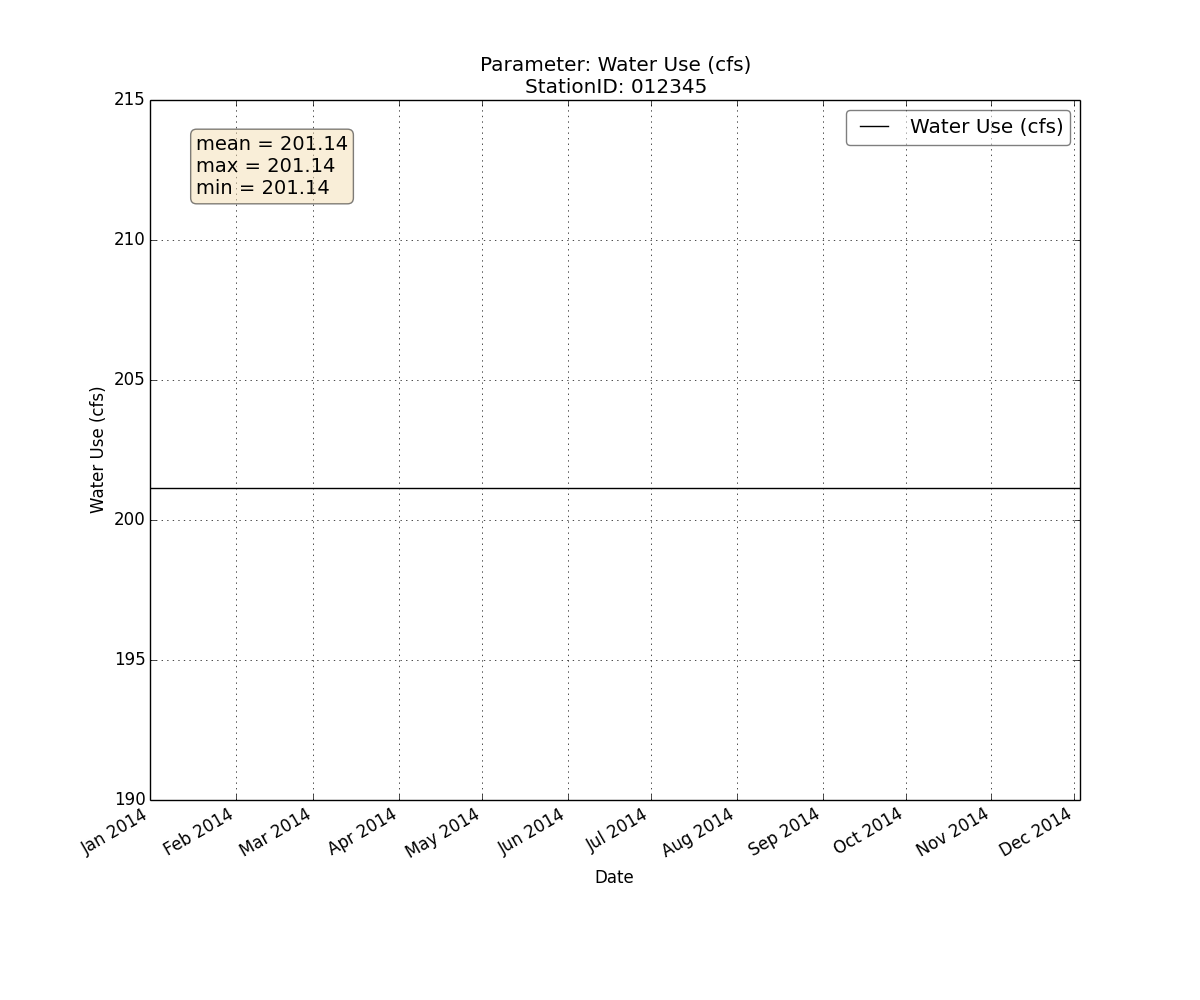 Parameter: Water Use (cfs)
StationID: 012345
215
210
205
200
195
190
Water Use (cfs)
mean = 201.14
max = 201.14
min = 201.14
Water Use (cfs)
Jan 2014
Feb 2014
Mar 2014
Apr 2014
May 2014
Jun 2014
Jul 2014
Aug 2014
Sep 2014
Oct 2014
Nov 2014
Dec 2014
Date